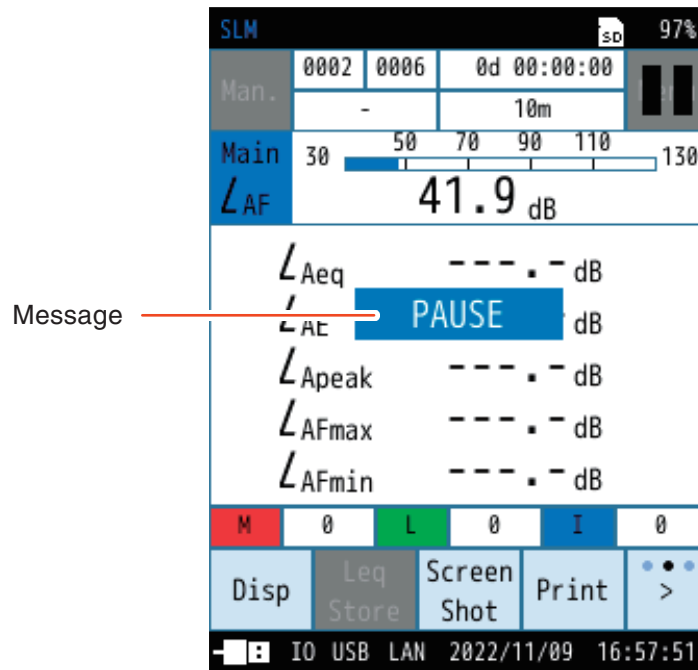 SLM SD 97%
Man. 0002 0006 0d 00:00:00
- 10m
Main 30 50 70 90 110 130
LAF 41.9 dB
LAeq ---.- dB
Message
PAUSE
LAE dB
LApeak ---.- dB
LAFmax ---.- dB
LAFmin ---.- dB
M 0 L 0 I 0
Disp Leq Store Screen Shot Print >
IO USB LAN 2022/11/09 16:57:51